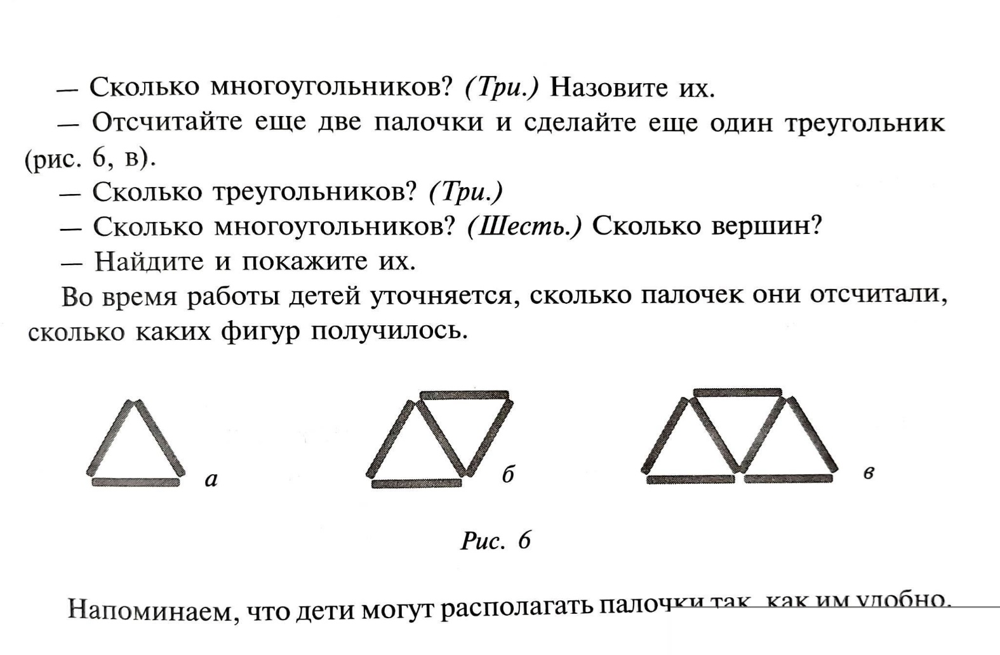 — Сколько многоугольников? (Три.) Назовите их.
— Отсчитайте еще две палочки и сделайте еще один треугольник
(рис. 6, в).
— Сколько треугольников? (Три.)
— Сколько многоугольников? (Шесть.) Сколько вершин?
— Найдите и покажите их.
Во время работы детей уточняется, сколько палочек они отсчитали,
сколько каких фигур получилось.
а
б
в
Рис. 6
Напоминаем, что дети могут располагать палочки так, как им удобно.